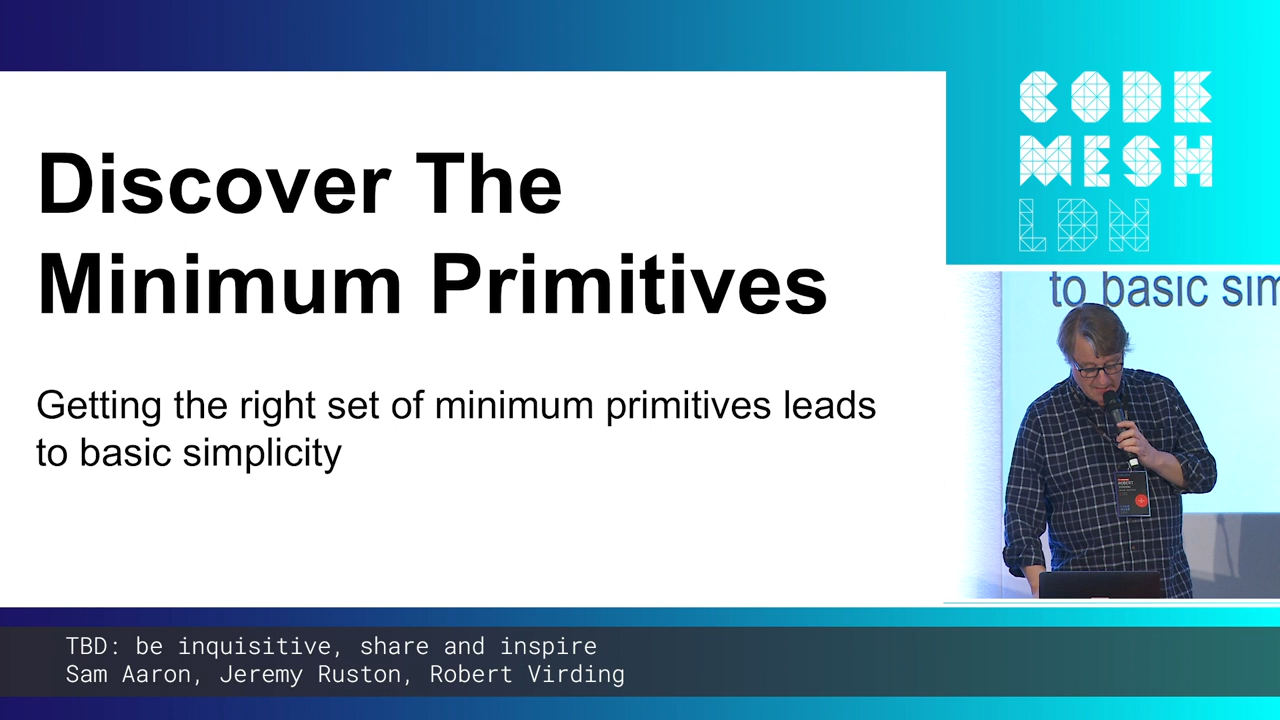 Discover The
Minimum Primitives
Getting the right set of minimum primitives leads
to basic simplicity
CODE
MESH
LDN
to basic sim
ROBERT
TBD: be inquisitive, share and inspire
Sam Aaron, Jeremy Ruston, Robert Virding